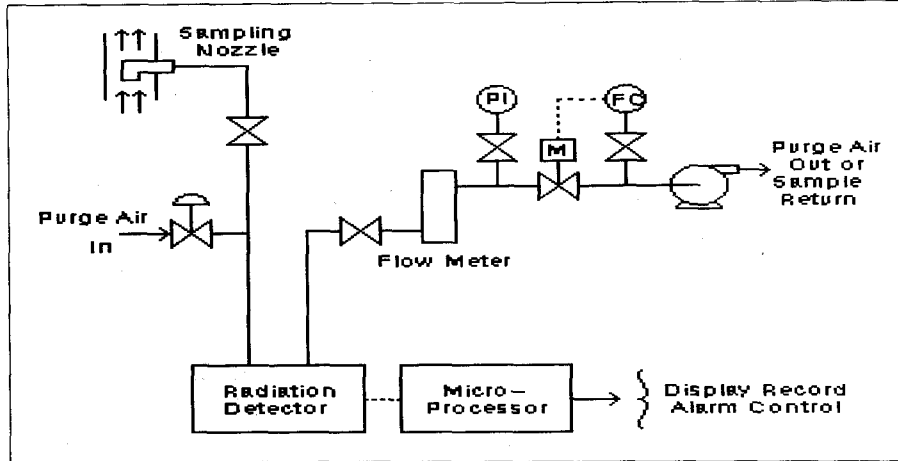 Sampling
Nozzle
PI
FC
M
Purge Air
Out or
Sample
Return
Purge Air
In
Flow Meter
Radiation
Detector
Micro-
Processor
Display Record
Alarm Control